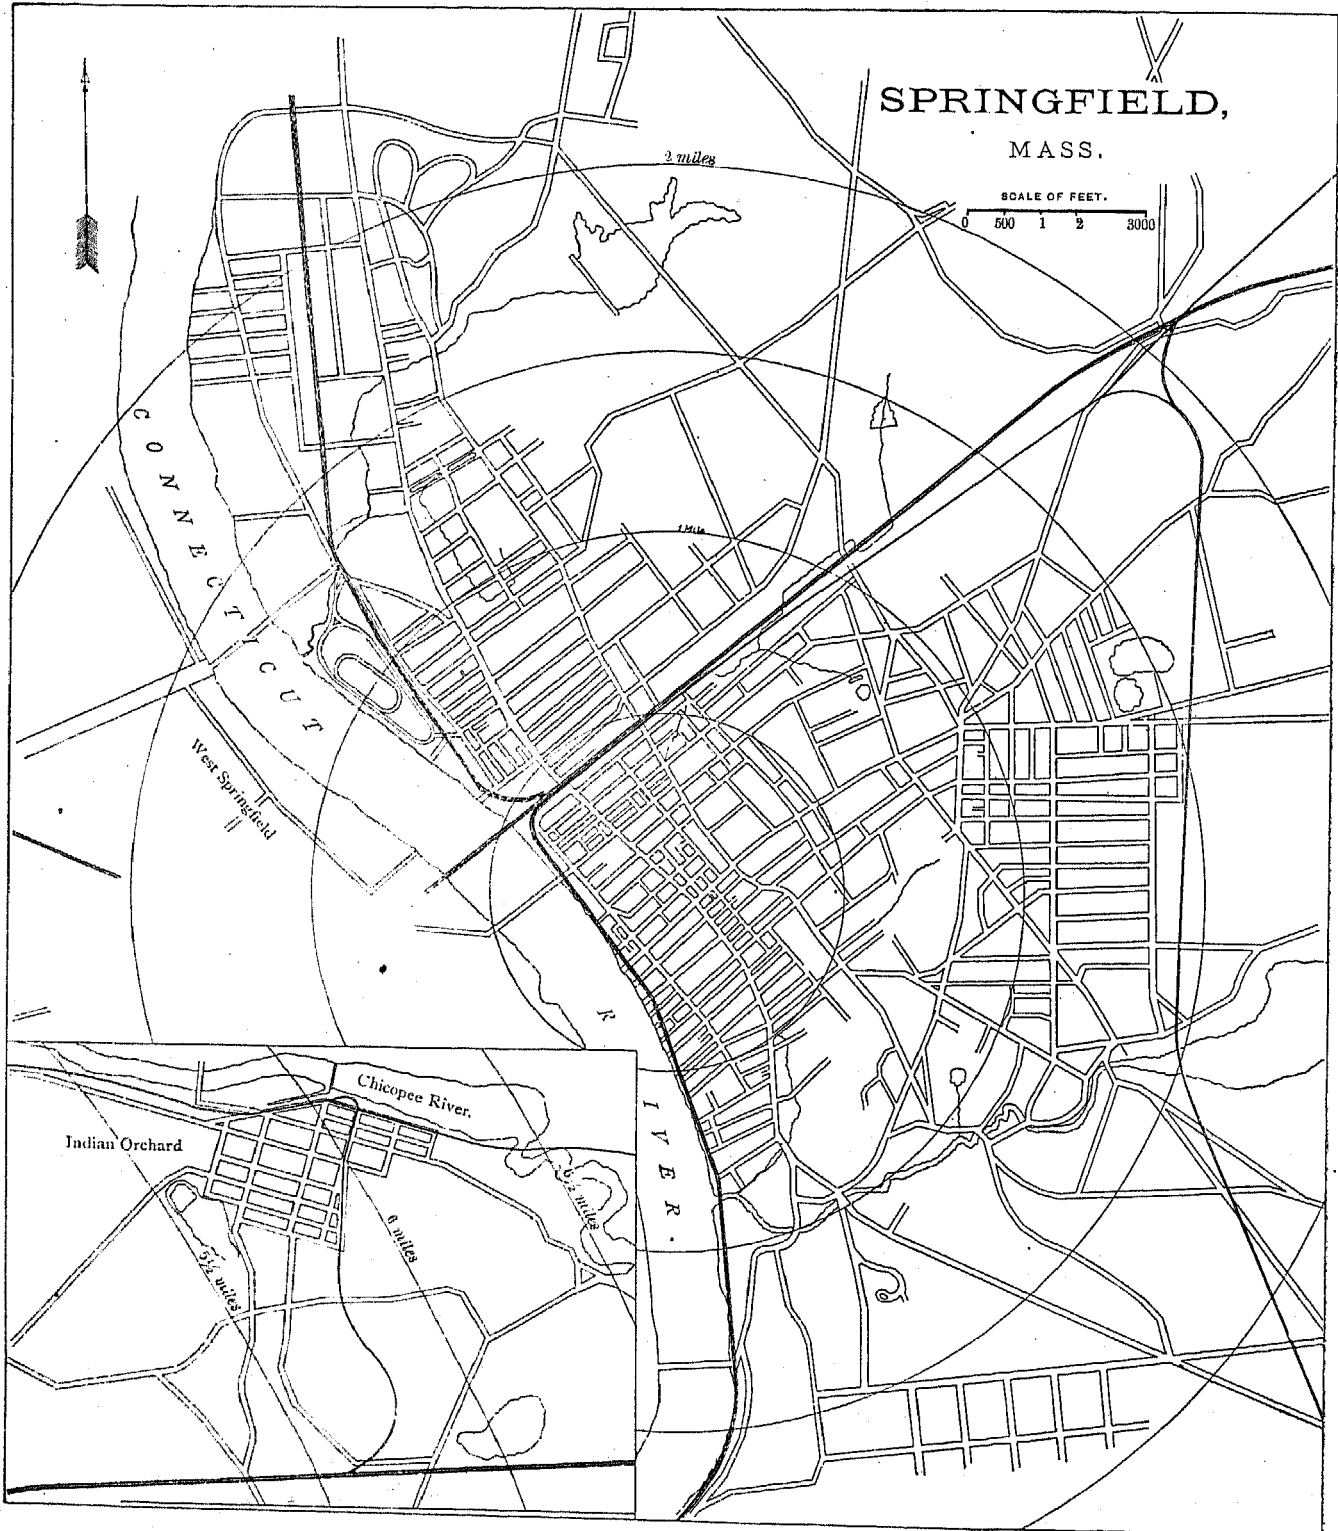 SPRINGFIELD,
MASS.
SCALE OF FEET.
0 500 1 2 3000
2 miles
1 Mile
CONNECTICUT
West Springfield
RIVER.
Chicopee River.
Indian Orchard
6½ miles
6 miles
5½ miles